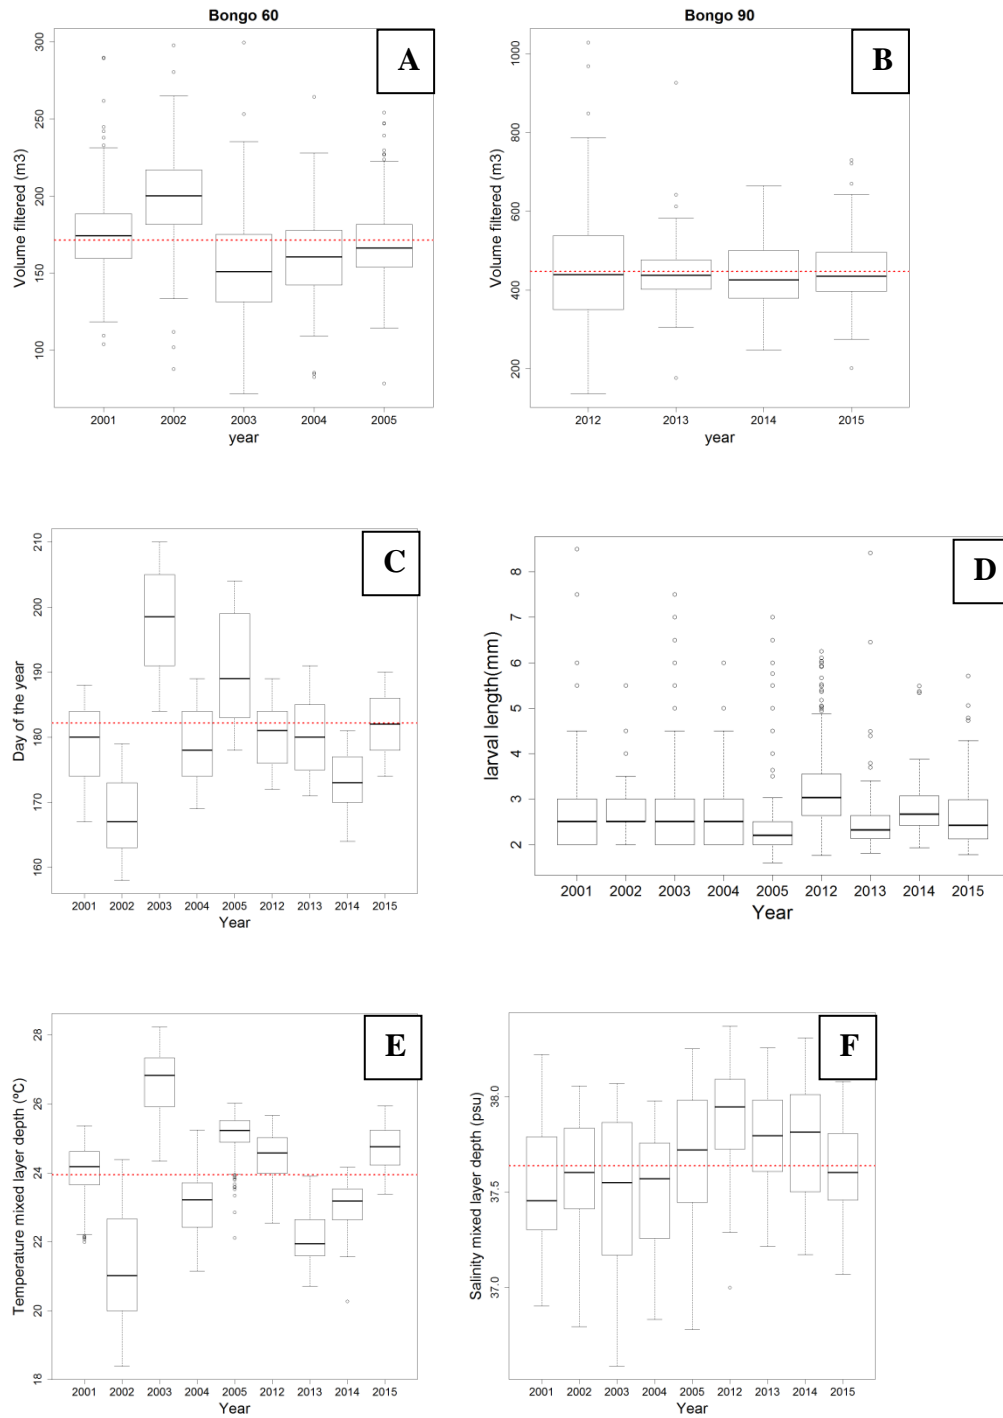 Bongo 60
A
Volume filtered (m3)
300
250
200
150
100
2001 2002 2003 2004 2005
year
Bongo 90
B
Volume filtered (m3)
1000
800
600
400
200
2012 2013 2014 2015
year
C
Day of the year
210
200
190
180
170
160
2001 2002 2003 2004 2005 2012 2013 2014 2015
Year
D
larval length(mm)
8
7
6
5
4
3
2
2001 2002 2003 2004 2005 2012 2013 2014 2015
Year
E
Temperature mixed layer depth (ºC)
28
26
24
22
20
18
2001 2002 2003 2004 2005 2012 2013 2014 2015
Year
F
Salinity mixed layer depth (psu)
38.0
37.5
37.0
2001 2002 2003 2004 2005 2012 2013 2014 2015
Year